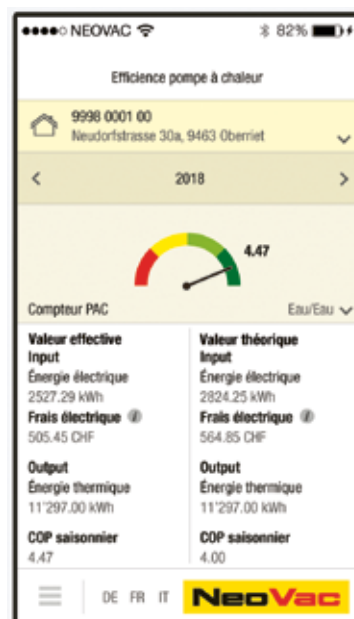 NEOVAC 82%
Efficience pompe à chaleur
9998 0001 00
Neudorfstrasse 30a, 9463 Oberriet
< 2018 >
4.47
Compteur PAC Eau/Eau
Valeur effective
Input
Énergie électrique
2527.29 kWh
Frais électrique i
505.45 CHF
Output
Énergie thermique
11'297.00 kWh
COP saisonnier
4.47
Valeur théorique
Input
Énergie électrique
2824.25 kWh
Frais électrique i
564.85 CHF
Output
Énergie thermique
11'297.00 kWh
COP saisonnier
4.00
DE FR IT NeoVac